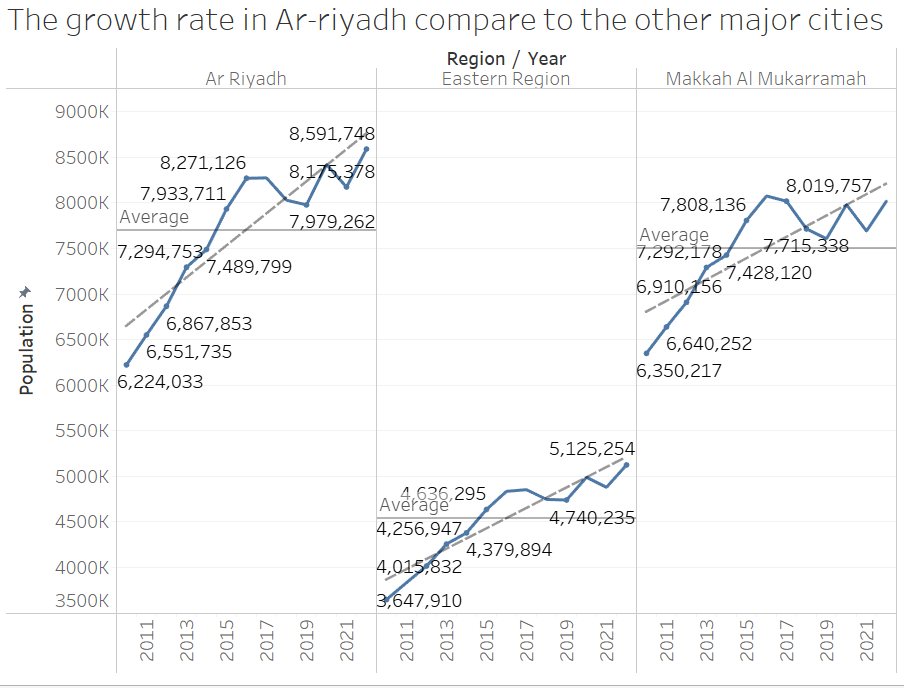 The growth rate in Ar-riyadh compare to the other major cities
Region / Year
Ar Riyadh
Eastern Region
Makkah Al Mukarramah
Population
9000K
8500K
8000K
7500K
7000K
6500K
6000K
5500K
5000K
4500K
4000K
3500K
8,591,748
8,271,126
8,175,378
7,933,711
Average
7,979,262
7,294,753
7,489,799
6,867,853
6,551,735
6,224,033
5,125,254
4,636,295
Average
4,740,235
4,256,947
4,379,894
4,015,832
3,647,910
8,019,757
7,808,136
Average
7,715,338
7,292,178
7,428,120
6,910,156
6,640,252
6,350,217
2011 2013 2015 2017 2019 2021
2011 2013 2015 2017 2019 2021
2011 2013 2015 2017 2019 2021